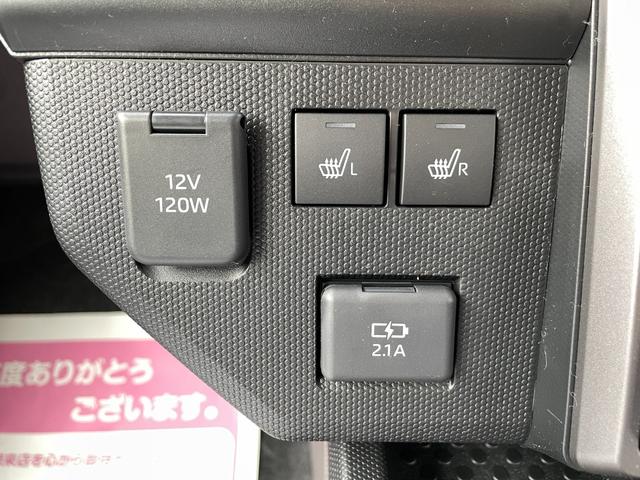 12V
120W
L
R
2.1A
度ありがとう
ございます。